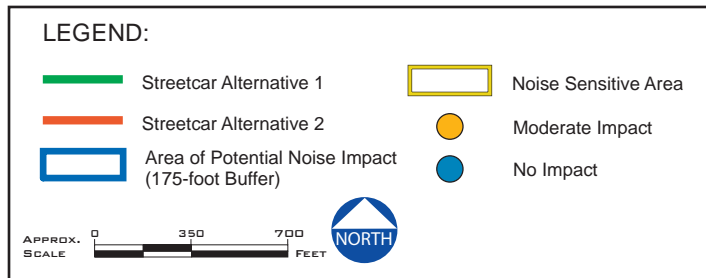 LEGEND:
Streetcar Alternative 1
Streetcar Alternative 2
Area of Potential Noise Impact
(175-foot Buffer)
Noise Sensitive Area
Moderate Impact
No Impact
APPROX.
SCALE
0 350 700
FEET
NORTH